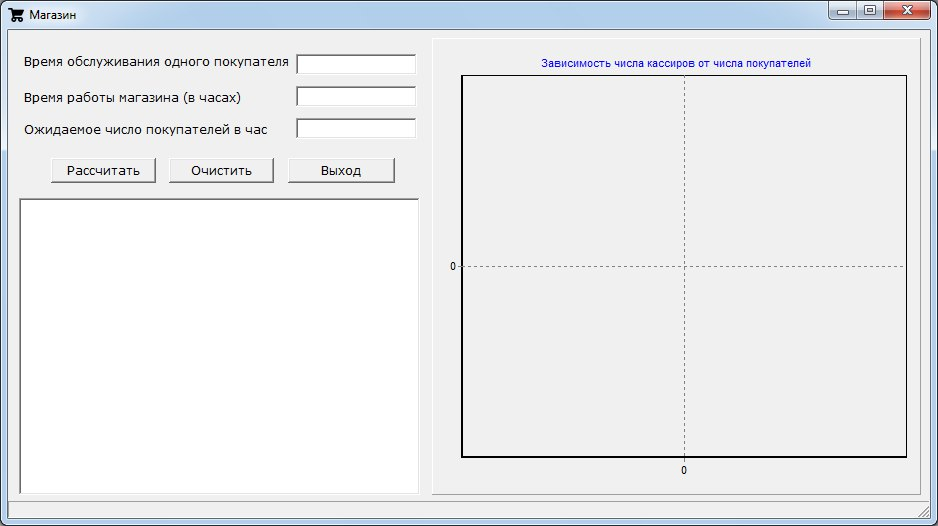 Магазин
Время обслуживания одного покупателя
Время работы магазина (в часах)
Ожидаемое число покупателей в час
Рассчитать Очистить Выход
Зависимость числа кассиров от числа покупателей
0
0